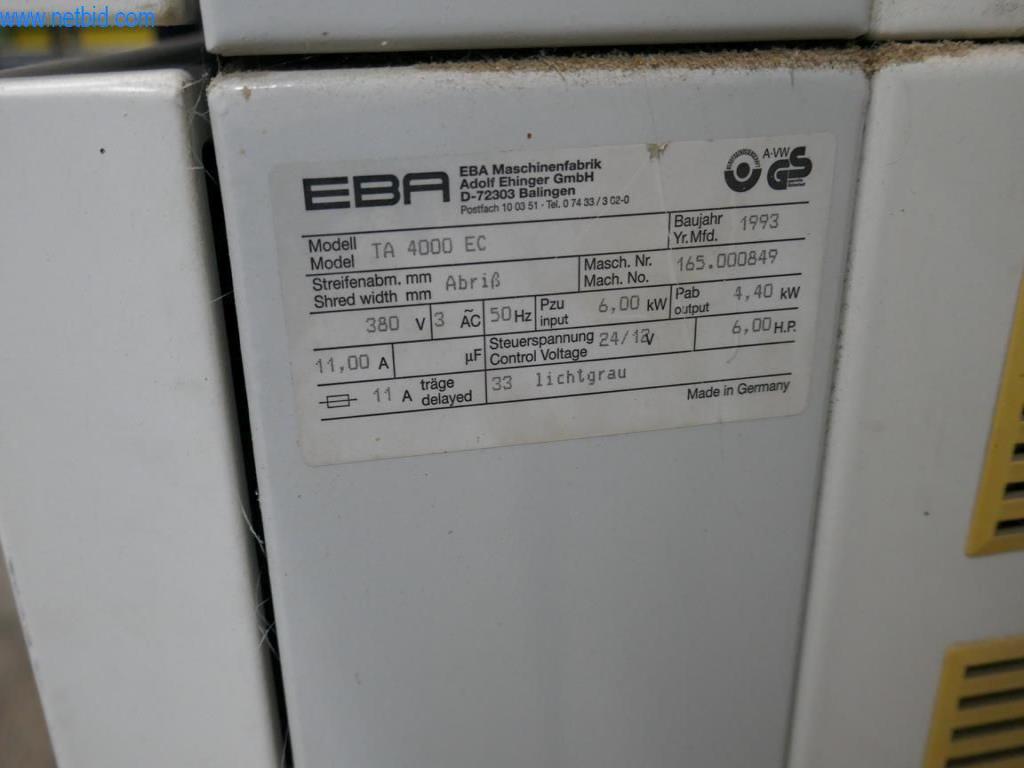 www.netbid.com
EBA
EBA Maschinenfabrik
Adolf Ehinger GmbH
D-72303 Balingen
Postfach 10 03 51 · Tel. 0 74 33 / 3 02-0
A-VW
GS
Modell
Model TA 4000 EC
Baujahr
Yr. Mfd. 1993
Streifenabm. mm
Shred width mm Abriß
Masch. Nr.
Mach. No. 165.000849
380 V 3 ~ AC 50 Hz
Pzu
input 6,00 kW
Pab
output 4,40 kW
11,00 A µF
Steuerspannung
Control Voltage 24/12V
6,00 H.P.
11 A träge
delayed
33 lichtgrau
Made in Germany